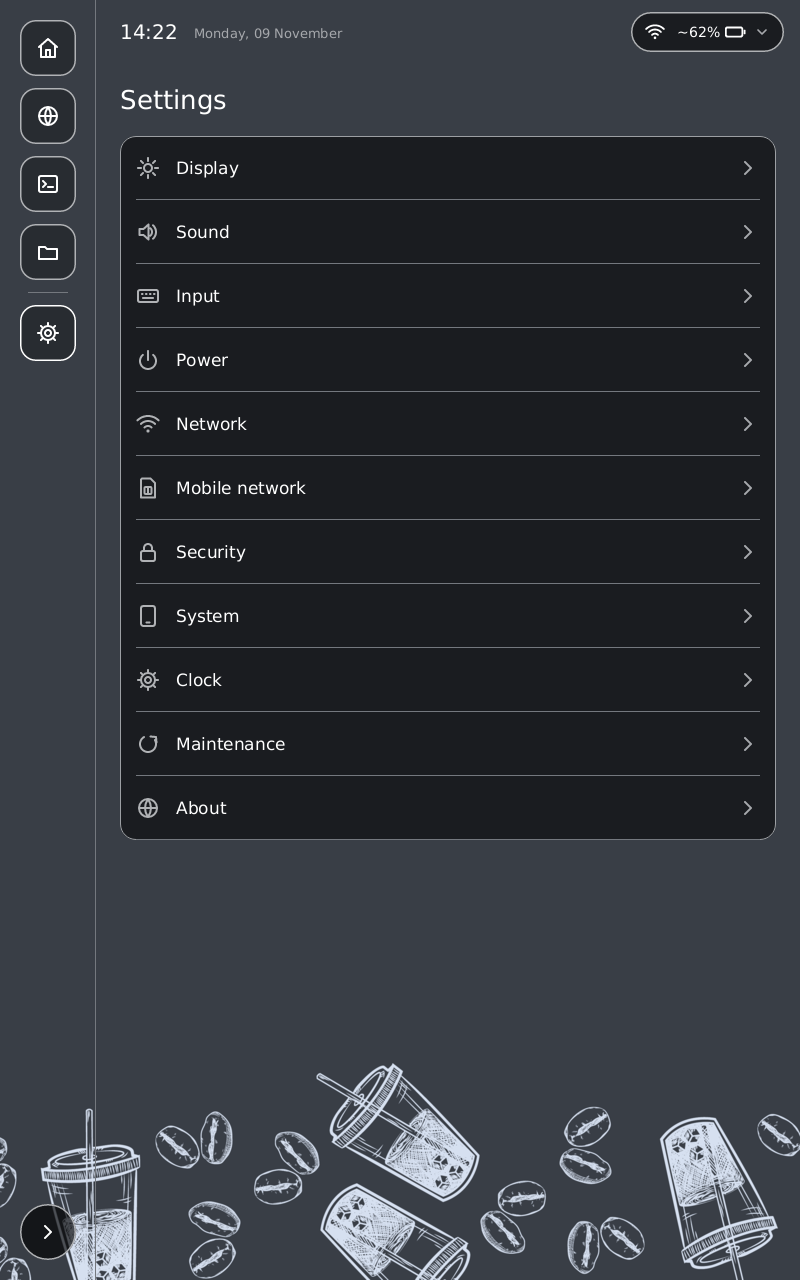 14:22 Monday, 09 November ~62%
Settings
Display
Sound
Input
Power
Network
Mobile network
Security
System
Clock
Maintenance
About